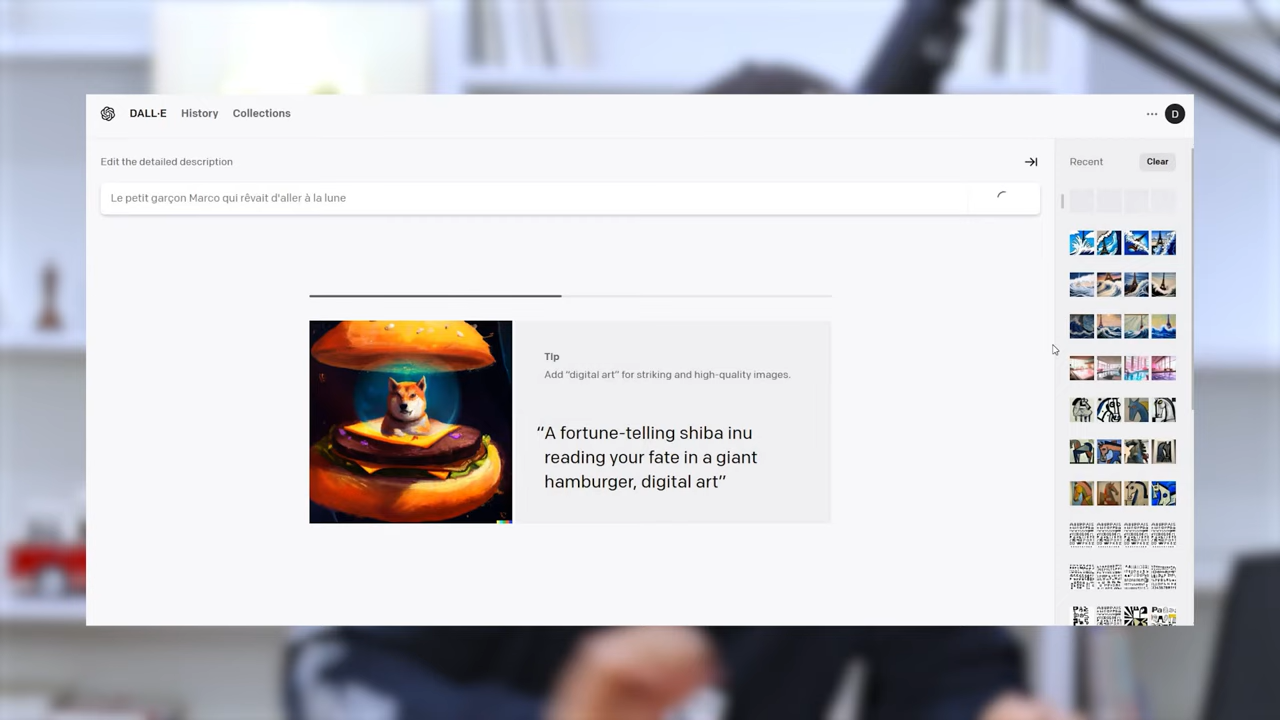 DALL·E History Collections
D
Edit the detailed description
Recent
Clear
Le petit garçon Marco qui rêvait d'aller à la lune
Tip
Add "digital art" for striking and high-quality images.
“A fortune-telling shiba inu
reading your fate in a giant
hamburger, digital art”